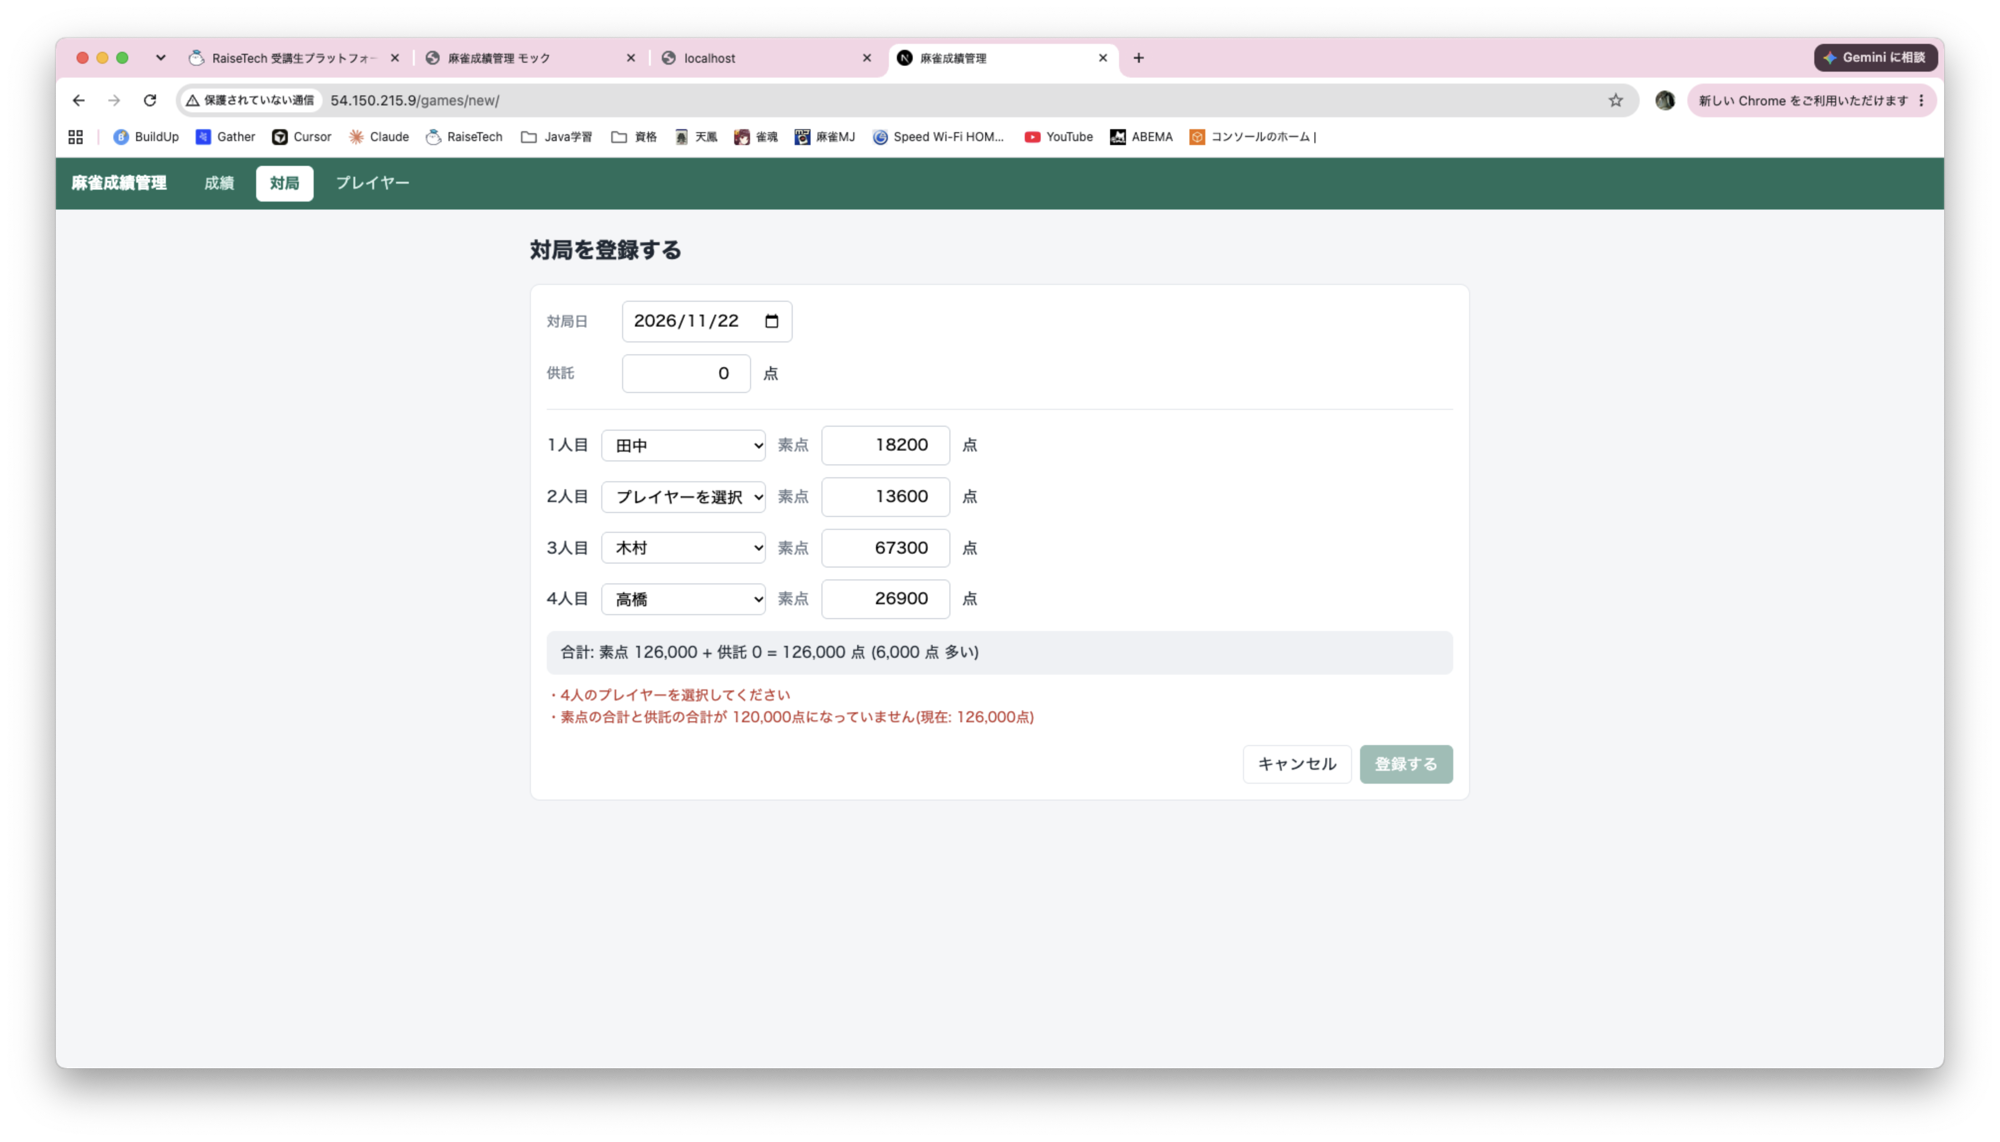 RaiseTech 受講生プラットフォー
麻雀成績管理 モック
localhost
麻雀成績管理
Gemini に相談
保護されていない通信
54.150.215.9/games/new/
新しい Chrome をご利用いただけます
BuildUp
Gather
Cursor
Claude
RaiseTech
Java学習
資格
天鳳
雀魂
麻雀MJ
Speed Wi-Fi HOM...
YouTube
ABEMA
コンソールのホーム |
麻雀成績管理 成績 対局 プレイヤー
対局を登録する
対局日 2026/11/22
供託 0 点
1人目 田中 素点 18200 点
2人目 プレイヤーを選択 素点 13600 点
3人目 木村 素点 67300 点
4人目 高橋 素点 26900 点
合計: 素点 126,000 + 供託 0 = 126,000 点 (6,000 点 多い)
・4人のプレイヤーを選択してください
・素点の合計と供託の合計が 120,000点になっていません(現在: 126,000点)
キャンセル 登録する